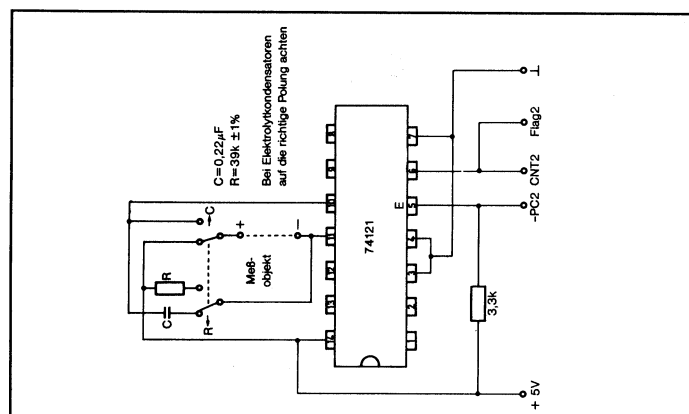 C=0,22µF
R=39k ±1%
Bei Elektrolytkondensatoren
auf die richtige Polung achten
C
R
R
C
+
−
Meß-
objekt
14
13
12
11
10
9
8
74121
E
1
2
3
4
5
6
7
3,3k
+ 5V
-PC2
CNT2
Flag2
⊥